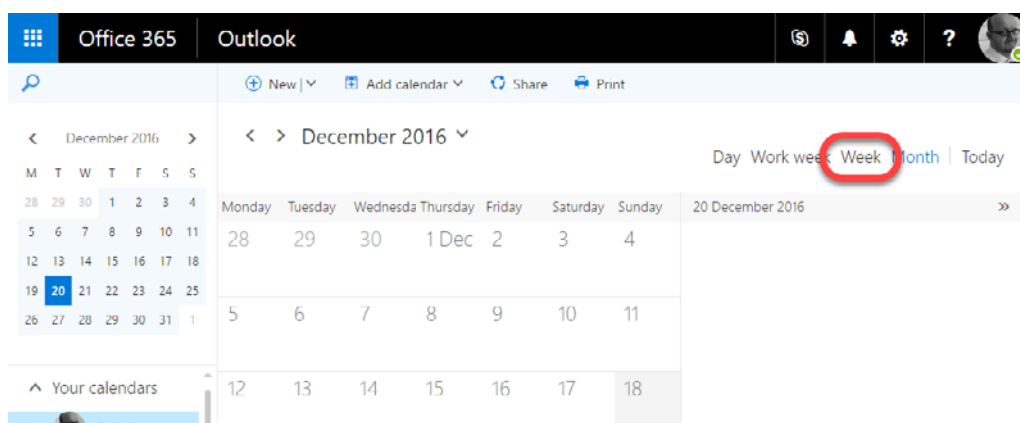 Office 365 Outlook ?
New Add calendar Share Print
December 2016
M T W T F S S
28 29 30 1 2 3 4
5 6 7 8 9 10 11
12 13 14 15 16 17 18
19 20 21 22 23 24 25
26 27 28 29 30 31 1
Your calendars
December 2016
Day Work week Week Month Today
Monday Tuesday Wednesda Thursday Friday Saturday Sunday
28 29 30 1 Dec 2 3 4
5 6 7 8 9 10 11
12 13 14 15 16 17 18
20 December 2016